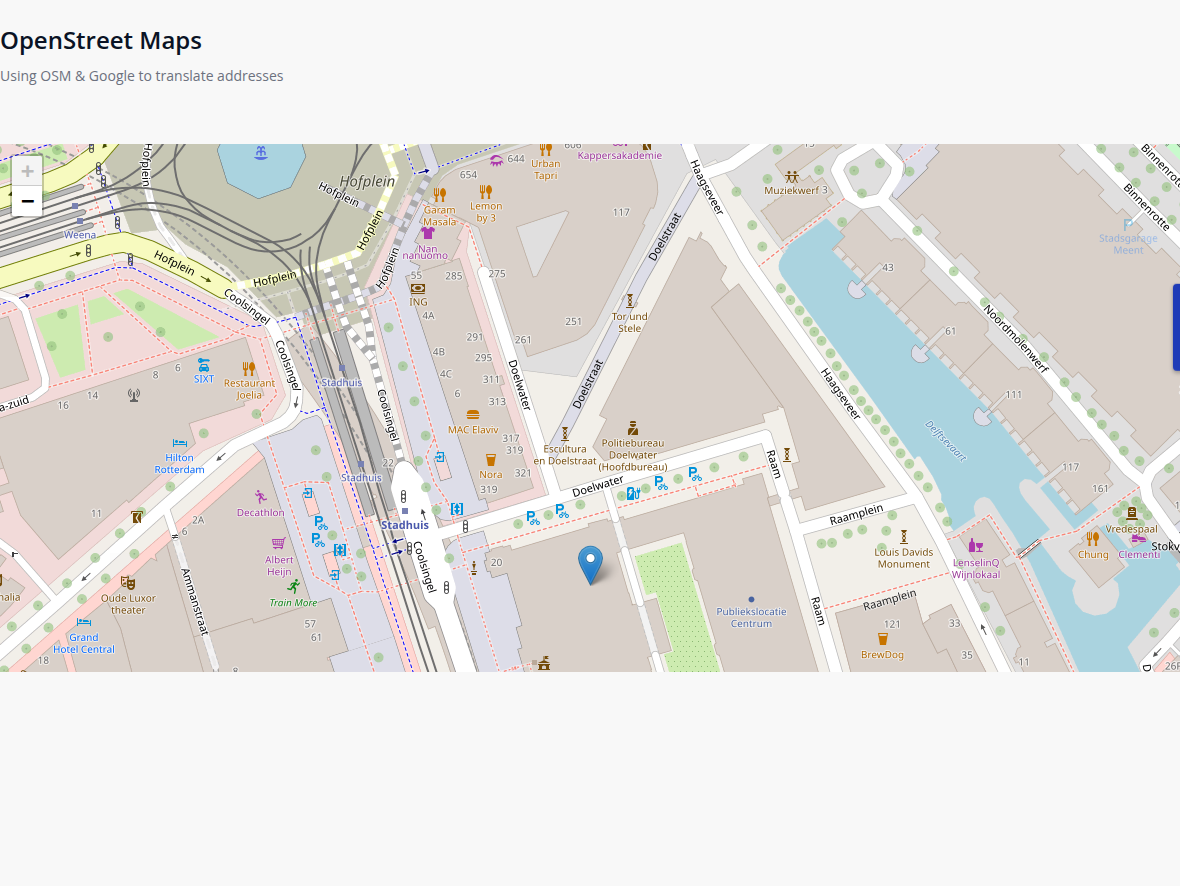 OpenStreet Maps
Using OSM & Google to translate addresses
+
−
Hofplein
Hofplein
Hofplein
Hofplein
Hofplein
Hofplein
Hofplein
Weena
644
654
Urban
Tapri
Kappersakademie
Garam
Masala
Lemon
by 3
Nan
nanuomo
117
Haagseveer
Muziekwerf
3
Binnenrotte
Stadsgarage
Meent
Coolsingel
55
285
275
ING
4A
251
Doelstraat
Tor und
Stele
43
61
Noordmolenwerf
291
261
4B
295
4C
311
6
313
Coolsingel
Stadhuis
Coolsingel
Doelwater
Doelstraat
Haagseveer
111
6
8
SIXT
Restaurant
Joelia
14
16
a-zuid
MAC Elaviv
317
319
Nora
321
319
Escultura
en Doelstraat
Politiebureau
Doelwater
(Hoofdbureau)
Delftsevaart
117
161
Hilton
Rotterdam
Stadhuis
22
Doelwater
Raam
Decathlon
11
2A
6
Stadhuis
Raamplein
Vredespaal
Chung
Clementi
Albert
Heijn
Coolsingel
20
Louis Davids
Monument
LenselinQ
Wijnlokaal
Ammanstraat
Oude Luxor
theater
Train More
Publiekslocatie
Centrum
Raam
Raamplein
57
61
121
33
Grand
Hotel Central
18
BrewDog
35
11